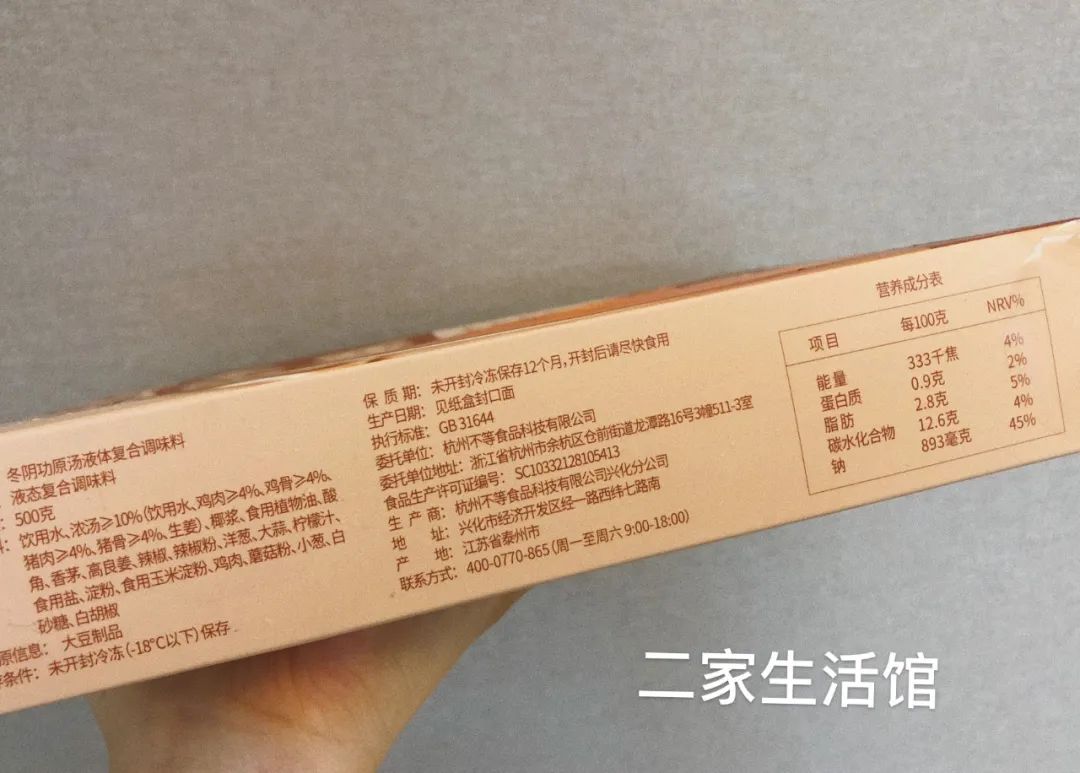 冬阴功原汤液体复合调味料
液态复合调味料
：500克
：饮用水、浓汤≥10%（饮用水、鸡肉≥4%、鸡骨≥4%、
猪肉≥4%、猪骨≥4%、生姜）、椰浆、食用植物油、酸
角、香茅、高良姜、辣椒、辣椒粉、洋葱、大蒜、柠檬汁、
食用盐、淀粉、食用玉米淀粉、鸡肉、蘑菇粉、小葱、白
砂糖、白胡椒
原信息：大豆制品
条件：未开封冷冻（-18°C以下）保存
保质期：未开封冷冻保存12个月，开封后请尽快食用
生产日期：见纸盒封口面
执行标准：GB 31644
委托单位：杭州不等食品科技有限公司
委托单位地址：浙江省杭州市余杭区仓前街道龙潭路16号3幢511-3室
食品生产许可证编号：SC10332128105413
生产商：杭州不等食品科技有限公司兴化分公司
地址：兴化市经济开发区经一路西纬七路南
产地：江苏省泰州市
联系方式：400-0770-865（周一至周六 9:00-18:00）
营养成分表
项目 每100克 NRV%
能量 333千焦 4%
蛋白质 0.9克 2%
脂肪 2.8克 5%
碳水化合物 12.6克 4%
钠 893毫克 45%
二家生活馆